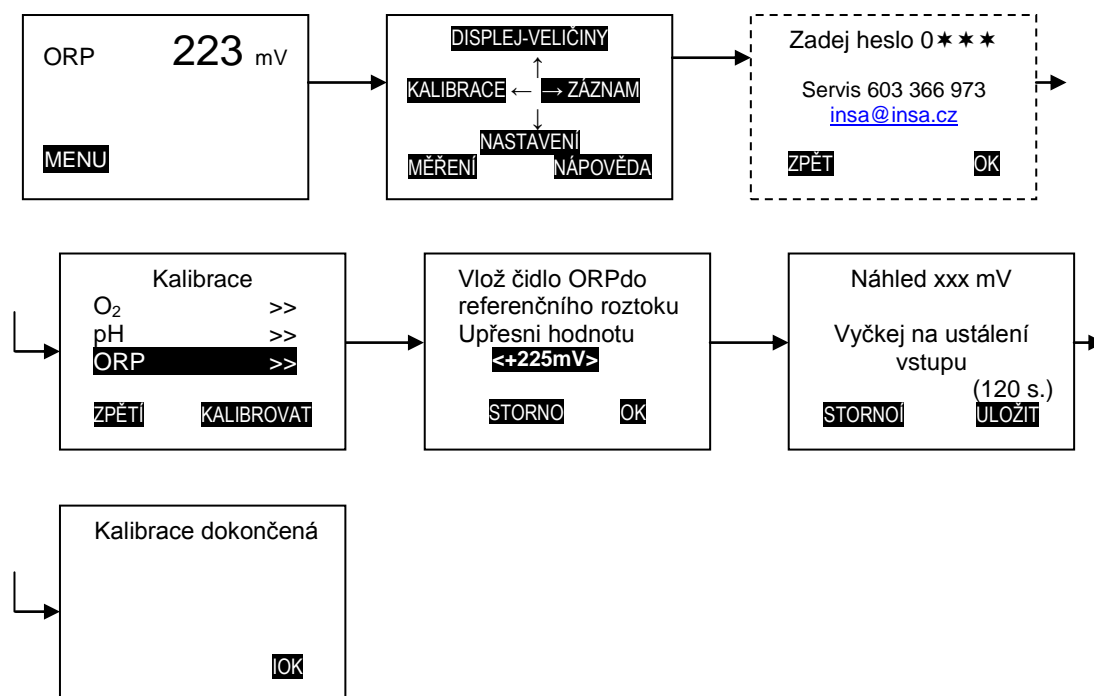 ORP 223 mV
MENU
DISPLEJ-VELIČINY
↑
KALIBRACE ← → ZÁZNAM
↓
NASTAVENÍ
MĚŘENÍ NÁPOVĚDA
Zadej heslo 0✶✶✶
Servis 603 366 973
insa@insa.cz
ZPĚT OK
Kalibrace
O₂ >>
pH >>
ORP >>
ZPĚTÍ KALIBROVAT
Vlož čidlo ORPdo
referenčního roztoku
Upřesni hodnotu
<+225mV>
STORNO OK
Náhled xxx mV
Vyčkej na ustálení
vstupu
(120 s.)
STORNOÍ ULOŽIT
Kalibrace dokončená
IOK